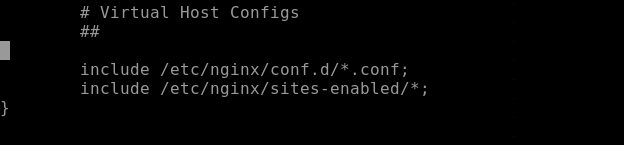 # Virtual Host Configs
##
include /etc/nginx/conf.d/*.conf;
include /etc/nginx/sites-enabled/*;
}